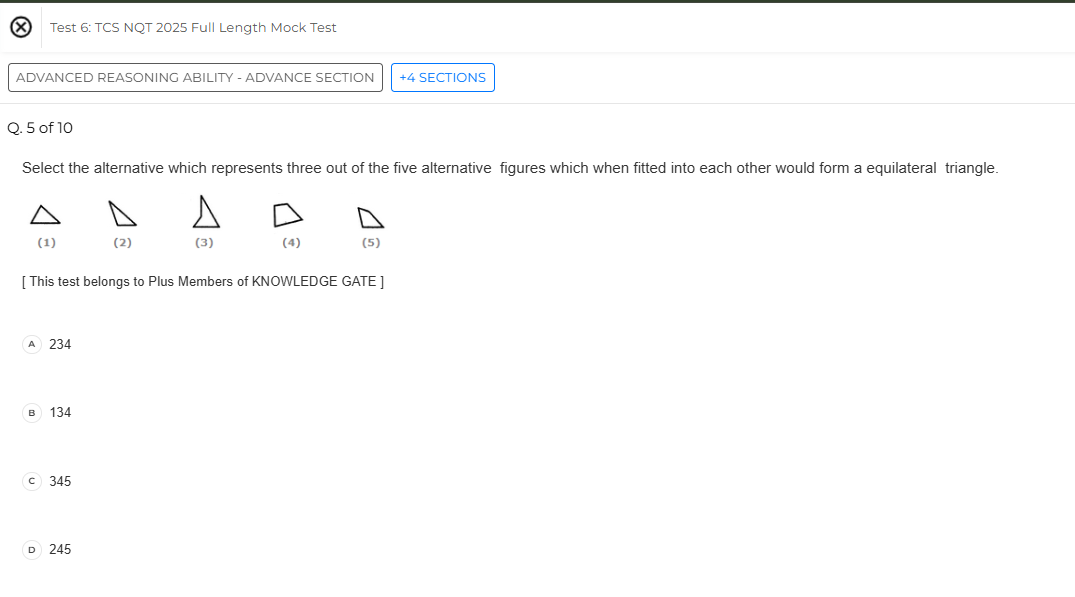 Test 6: TCS NQT 2025 Full Length Mock Test
ADVANCED REASONING ABILITY - ADVANCE SECTION
+4 SECTIONS
Q. 5 of 10
Select the alternative which represents three out of the five alternative figures which when fitted into each other would form a equilateral triangle.
(1) (2) (3) (4) (5)
[ This test belongs to Plus Members of KNOWLEDGE GATE ]
A 234
B 134
C 345
D 245